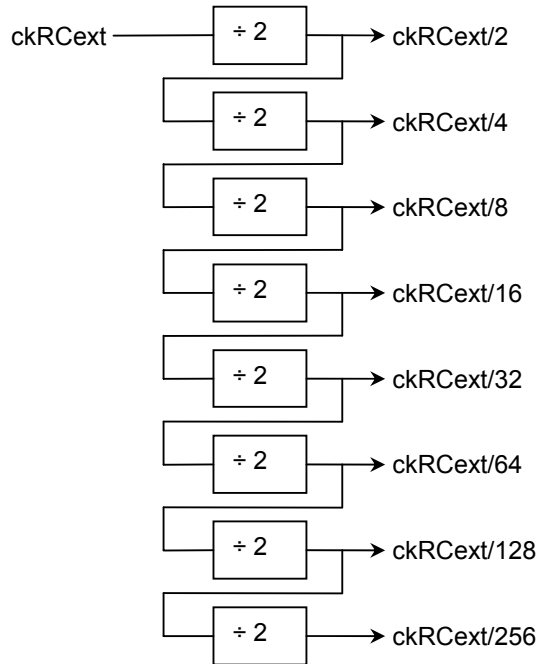 ckRCext ÷ 2 ckRCext/2
÷ 2 ckRCext/4
÷ 2 ckRCext/8
÷ 2 ckRCext/16
÷ 2 ckRCext/32
÷ 2 ckRCext/64
÷ 2 ckRCext/128
÷ 2 ckRCext/256